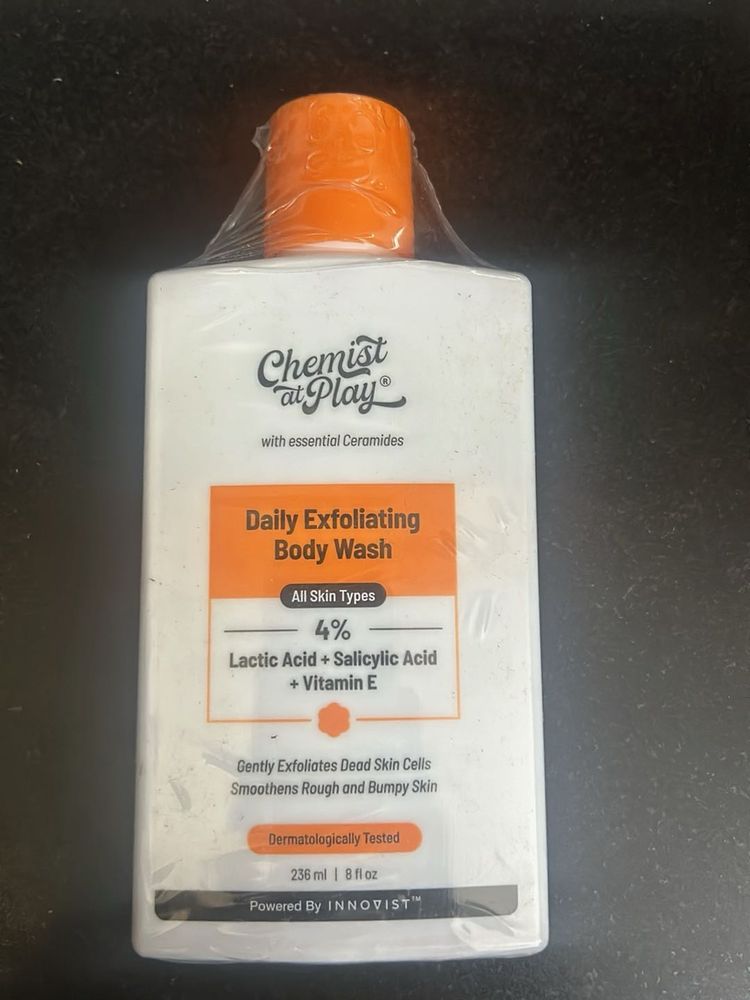 Chemist
at Play®
with essential Ceramides
Daily Exfoliating
Body Wash
All Skin Types
4%
Lactic Acid + Salicylic Acid
+ Vitamin E
Gently Exfoliates Dead Skin Cells
Smoothens Rough and Bumpy Skin
Dermatologically Tested
236 ml | 8 fl oz
Powered By INNOVIST™